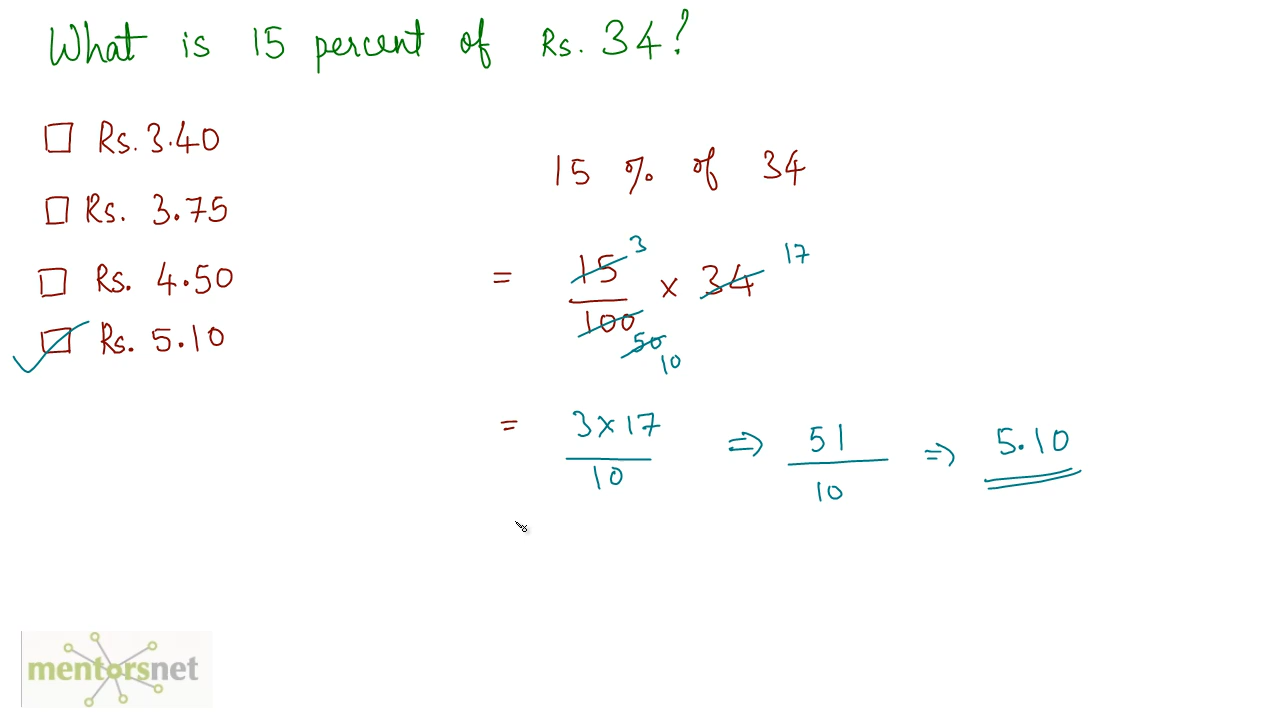 What is 15 percent of Rs. 34?
Rs. 3.40
Rs. 3.75
Rs. 4.50
Rs. 5.10
15 % of 34
= 15/100 × 34
3
17
50
10
= 3×17/10 ⇒ 51/10 ⇒ 5.10
mentorsnet